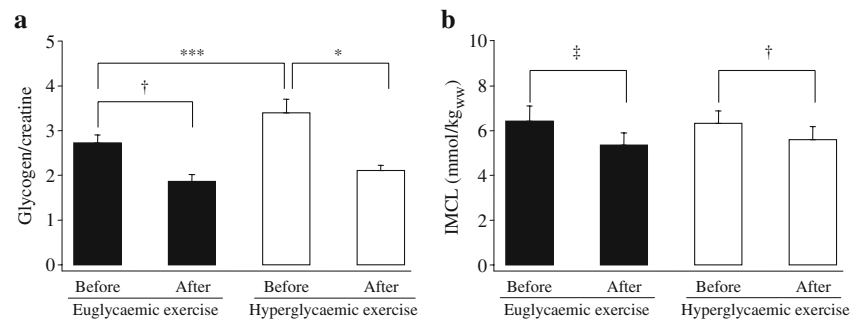 a
Glycogen/creatine
5
4
3
2
1
0
***
*
†
Before After Before After
Euglycaemic exercise Hyperglycaemic exercise
b
IMCL (mmol/kgww)
10
8
6
4
2
0
‡
†
Before After Before After
Euglycaemic exercise Hyperglycaemic exercise